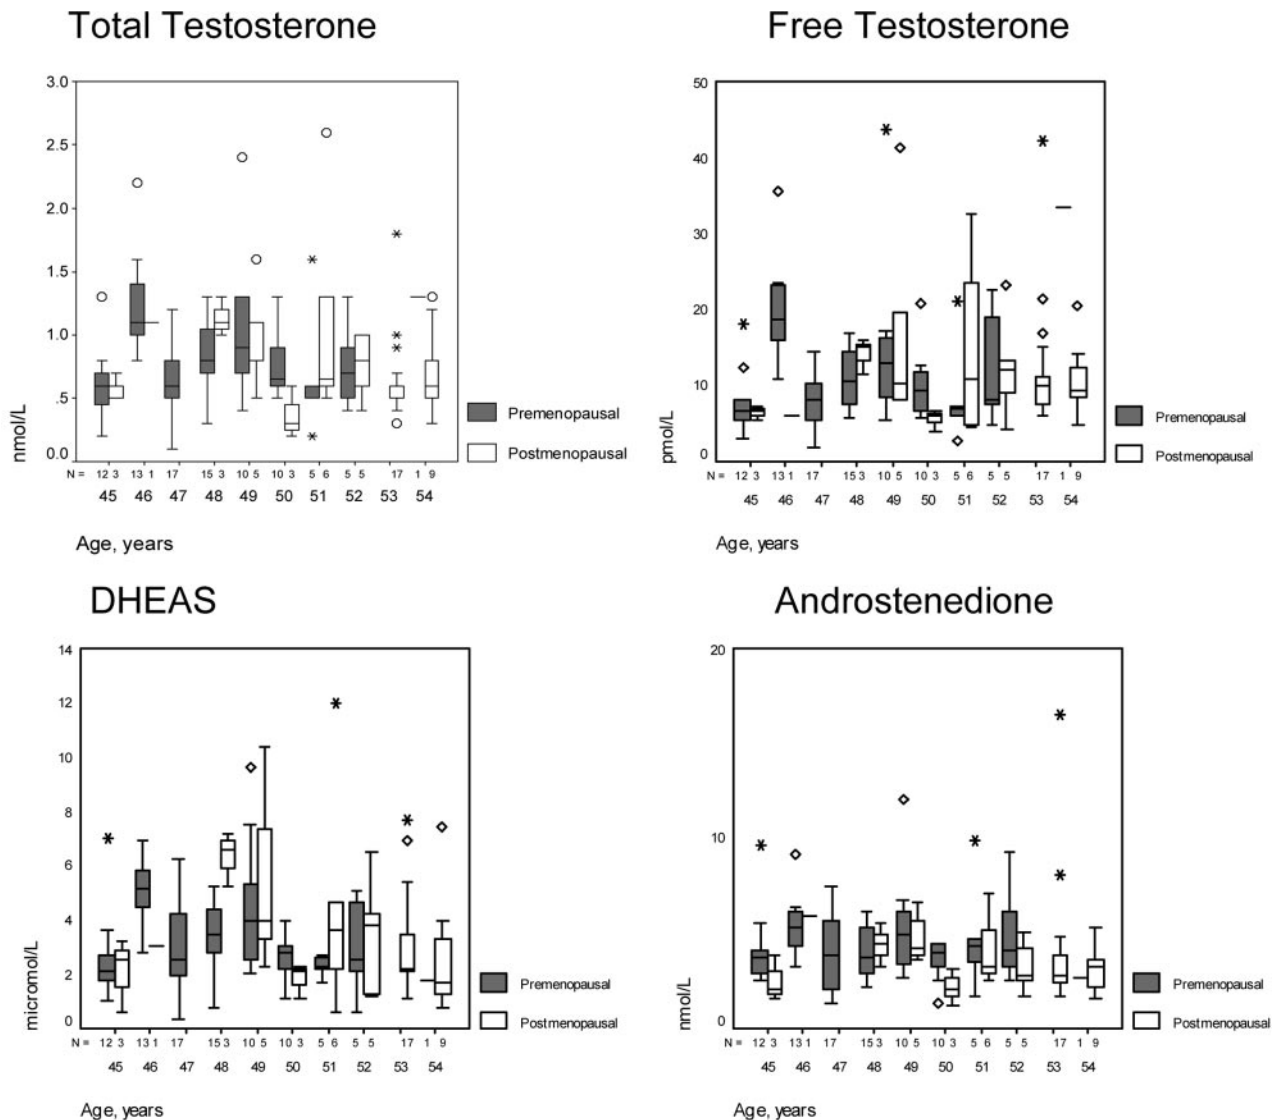 Total Testosterone
3.0
2.5
2.0
1.5
1.0
.5
0.0
nmol/L
Premenopausal
Postmenopausal
N = 12 3 13 1 17 15 3 10 5 10 3 5 6 5 5 17 1 9
45 46 47 48 49 50 51 52 53 54
Age, years
Free Testosterone
50
40
30
20
10
0
pmol/L
Premenopausal
Postmenopausal
N = 12 3 13 1 17 15 3 10 5 10 3 5 6 5 5 17 1 9
45 46 47 48 49 50 51 52 53 54
Age, years
DHEAS
14
12
10
8
6
4
2
0
micromol/L
Premenopausal
Postmenopausal
N = 12 3 13 1 17 15 3 10 5 10 3 5 6 5 5 17 1 9
45 46 47 48 49 50 51 52 53 54
Age, years
Androstenedione
20
10
0
nmol/L
Premenopausal
Postmenopausal
N = 12 3 13 1 17 15 3 10 5 10 3 5 6 5 5 17 1 9
45 46 47 48 49 50 51 52 53 54
Age, years